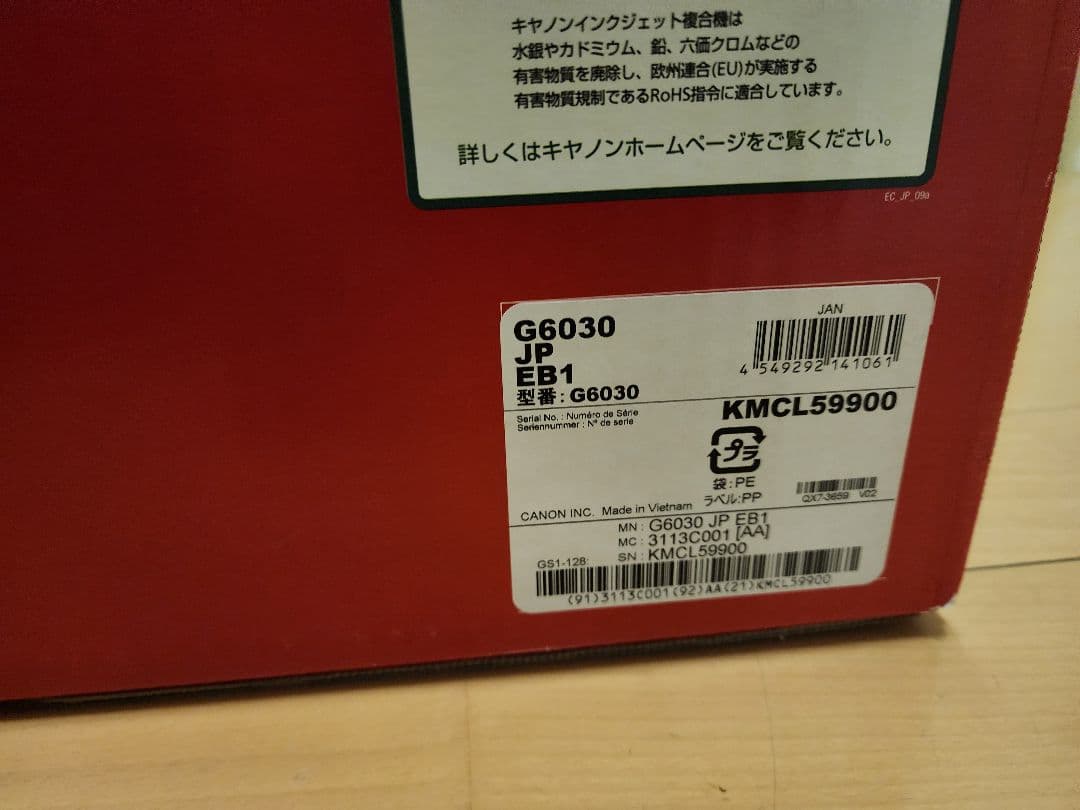 キヤノンインクジェット複合機は
水銀やカドミウム、鉛、六価クロムなどの
有害物質を廃除し、欧州連合(EU)が実施する
有害物質規制であるRoHS指令に適合しています。
詳しくはキヤノンホームページをご覧ください。
EC_JP_09a
G6030
JP
EB1
型番:G6030
JAN
4 549292 141061
Serial No. : Numéro de Série
Seriennummer : N° de serie
KMCL59900
プラ
袋:PE
ラベル:PP
QX7-3659 V02
CANON INC. Made in Vietnam
MN : G6030 JP EB1
MC : 3113C001 [AA]
SN : KMCL59900
GS1-128:
(91)3113C001(92)AA(21)KMCL59900